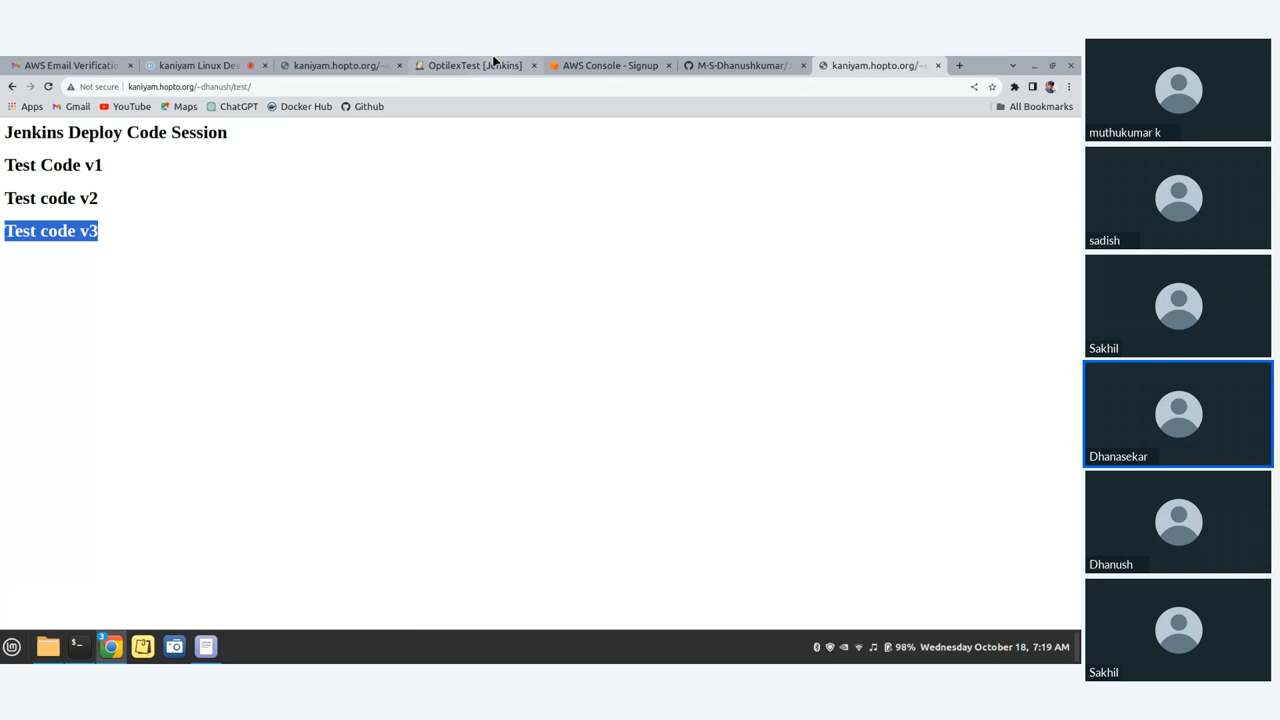 AWS Email Verificatio
kaniyam Linux Dev
kaniyam.hopto.org/~
OptilexTest [Jenkins]
AWS Console - Signup
M-S-Dhanushkumar/J
kaniyam.hopto.org/~
Not secure
kaniyam.hopto.org/~dhanush/test/
Apps
Gmail
YouTube
Maps
ChatGPT
Docker Hub
Github
All Bookmarks
Jenkins Deploy Code Session
Test Code v1
Test code v2
Test code v3
muthukumar k
sadish
Sakhil
Dhanasekar
Dhanush
Sakhil
3
98% Wednesday October 18, 7:19 AM